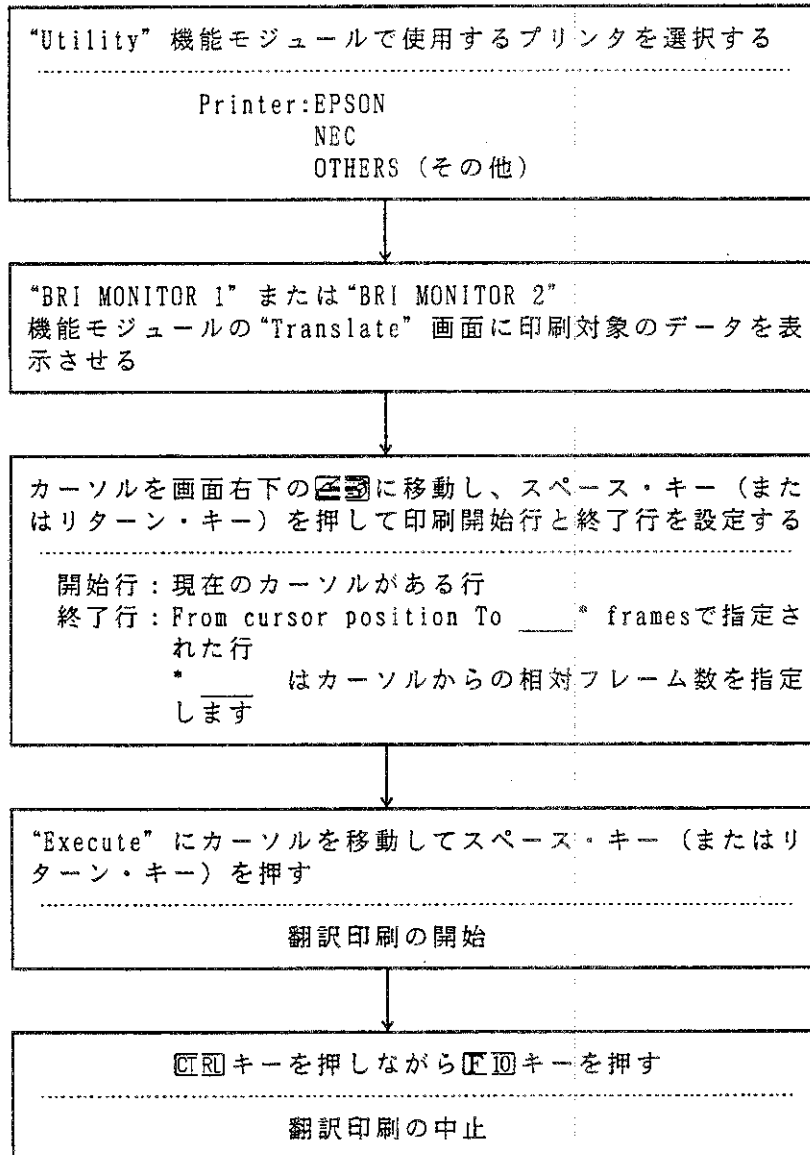 “Utility” 機能モジュールで使用するプリンタを選択する
Printer:EPSON
NEC
OTHERS (その他)
“BRI MONITOR 1” または“BRI MONITOR 2”
機能モジュールの“Translate” 画面に印刷対象のデータを表
示させる
カーソルを画面右下の に移動し、スペース・キー (また
はリターン・キー) を押して印刷開始行と終了行を設定する
開始行:現在のカーソルがある行
終了行:From cursor position To ____* framesで指定さ
れた行
* ____ はカーソルからの相対フレーム数を指定
します
“Execute” にカーソルを移動してスペース・キー (またはリ
ターン・キー) を押す
翻訳印刷の開始
CTRLキーを押しながらF10キーを押す
翻訳印刷の中止